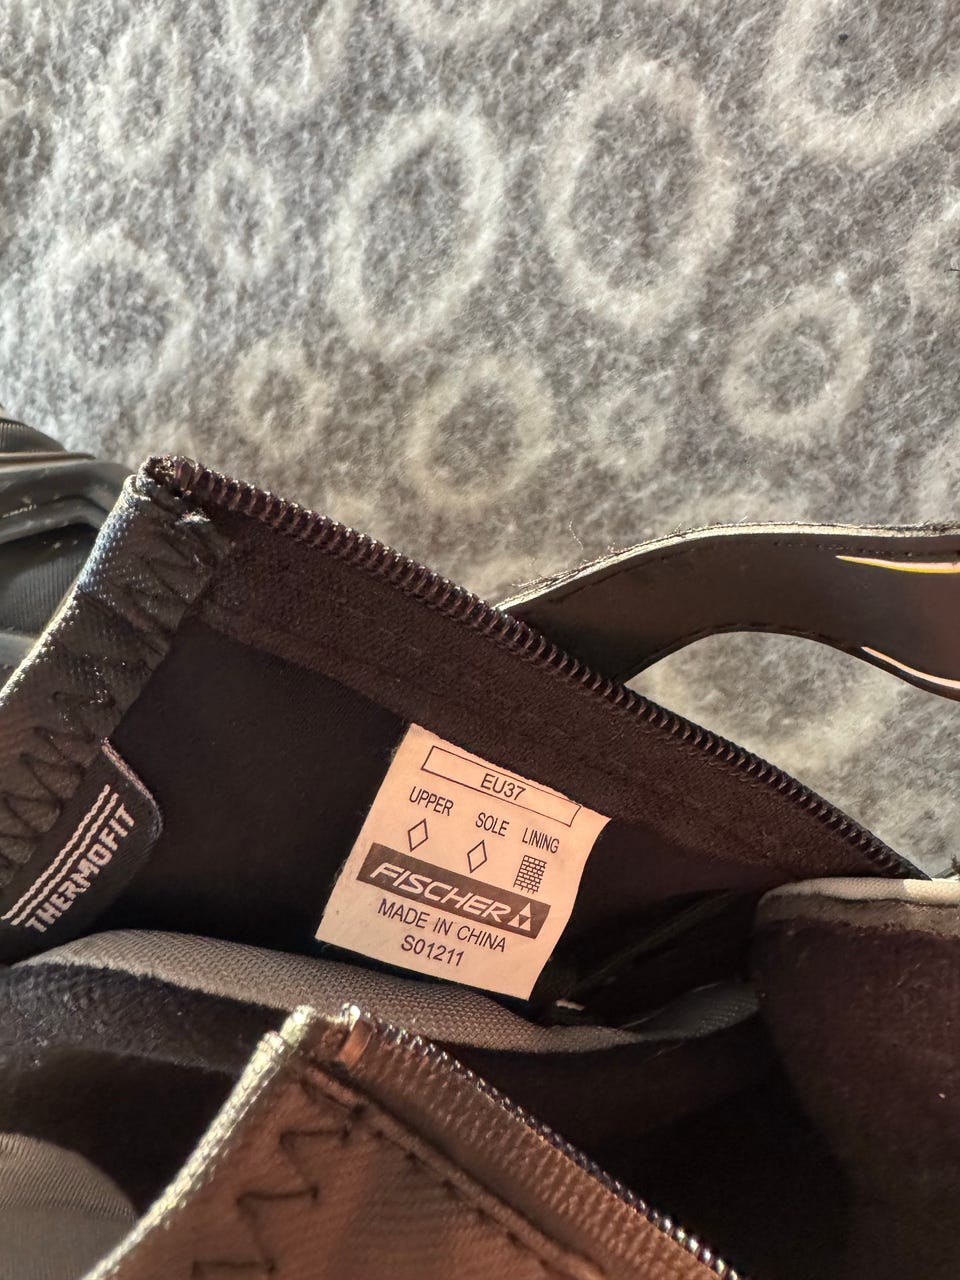 EU37
UPPER SOLE LINING
FISCHER
MADE IN CHINA
S01211
THERMOFIT